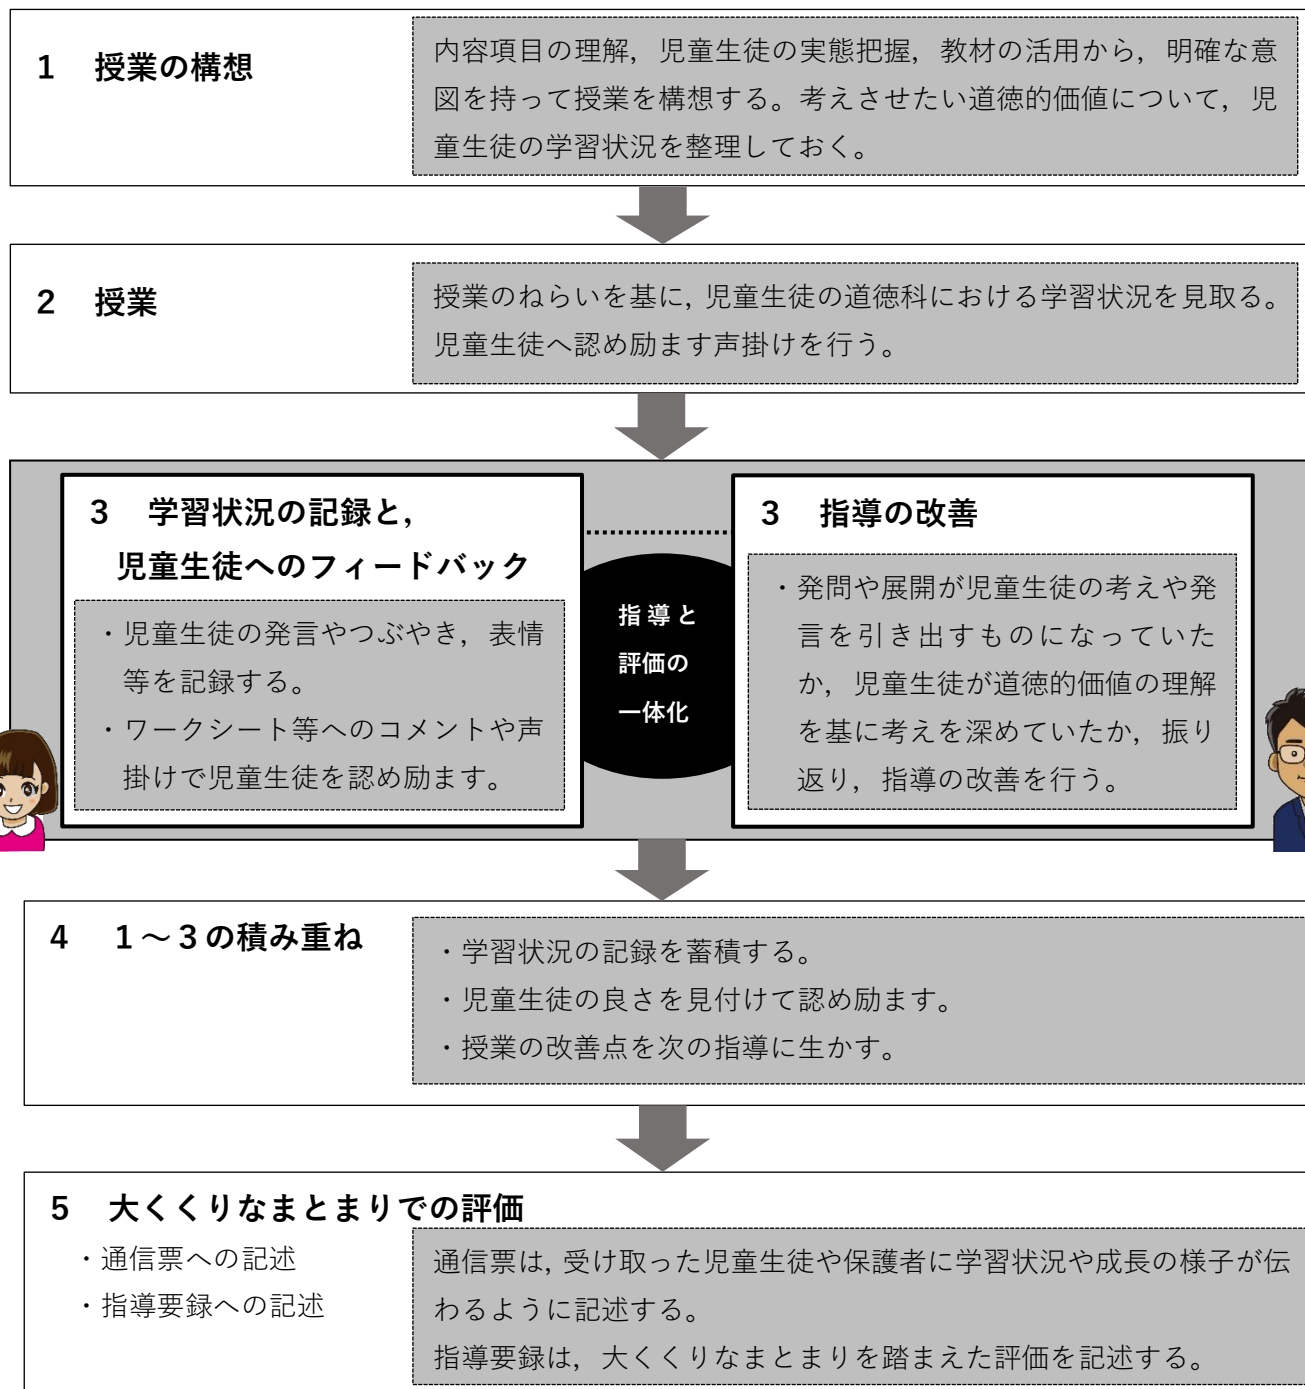 1 授業の構想
内容項目の理解，児童生徒の実態把握，教材の活用から，明確な意
図を持って授業を構想する。考えさせたい道徳的価値について，児
童生徒の学習状況を整理しておく。
2 授業
授業のねらいを基に，児童生徒の道徳科における学習状況を見取る。
児童生徒へ認め励ます声掛けを行う。
3 学習状況の記録と，
児童生徒へのフィードバック
・児童生徒の発言やつぶやき，表情
等を記録する。
・ワークシート等へのコメントや声
掛けで児童生徒を認め励ます。
指導と
評価の
一体化
3 指導の改善
・発問や展開が児童生徒の考えや発
言を引き出すものになっていた
か，児童生徒が道徳的価値の理解
を基に考えを深めていたか，振り
返り，指導の改善を行う。
4 1～3の積み重ね
・学習状況の記録を蓄積する。
・児童生徒の良さを見付けて認め励ます。
・授業の改善点を次の指導に生かす。
5 大くくりなまとまりでの評価
・通信票への記述
・指導要録への記述
通信票は，受け取った児童生徒や保護者に学習状況や成長の様子が伝
わるように記述する。
指導要録は，大くくりなまとまりを踏まえた評価を記述する。